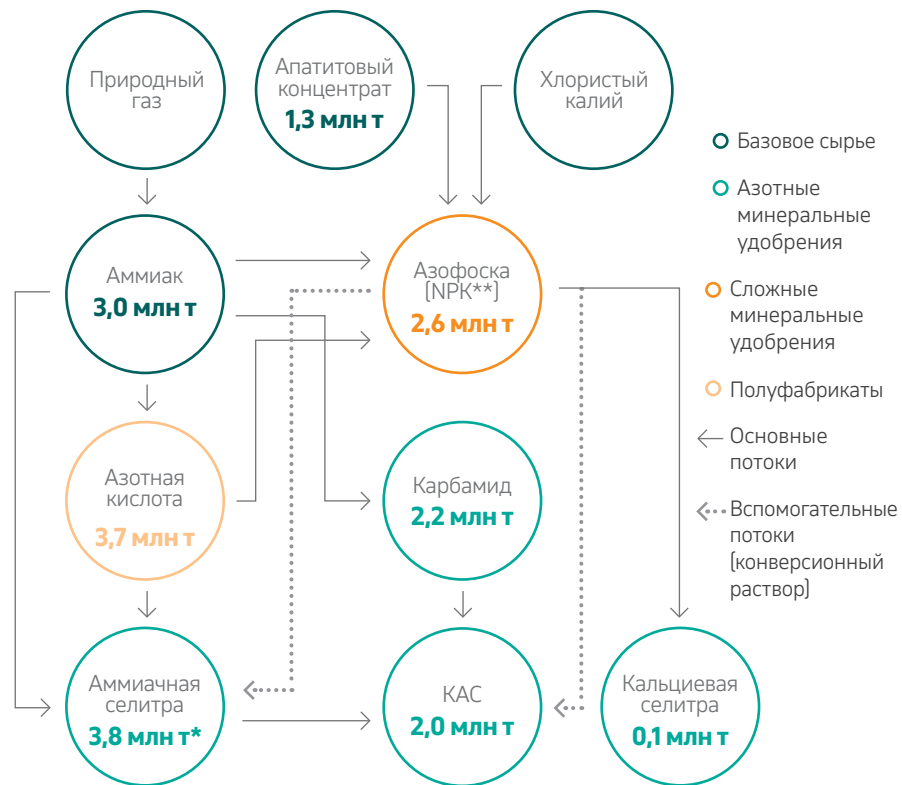 Природный
газ
Апатитовый
концентрат
1,3 млн т
Хлористый
калий
Аммиак
3,0 млн т
Азофоска
(NPK**)
2,6 млн т
Азотная
кислота
3,7 млн т
Карбамид
2,2 млн т
Аммиачная
селитра
3,8 млн т*
КАС
2,0 млн т
Кальциевая
селитра
0,1 млн т
Базовое сырье
Азотные
минеральные
удобрения
Сложные
минеральные
удобрения
Полуфабрикаты
Основные
потоки
Вспомогательные
потоки
(конверсионный
раствор)